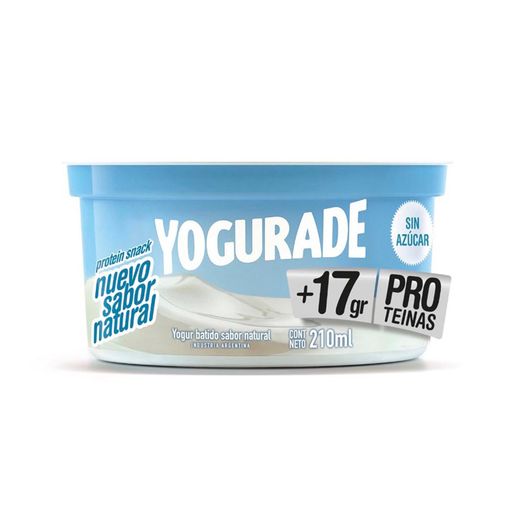 YOGURADE
SIN
AZÚCAR
protein snack
nuevo
sabor
natural
+17gr
PRO
TEINAS
Yogur batido sabor natural
INDUSTRIA ARGENTINA
CONT
NETO 210ml